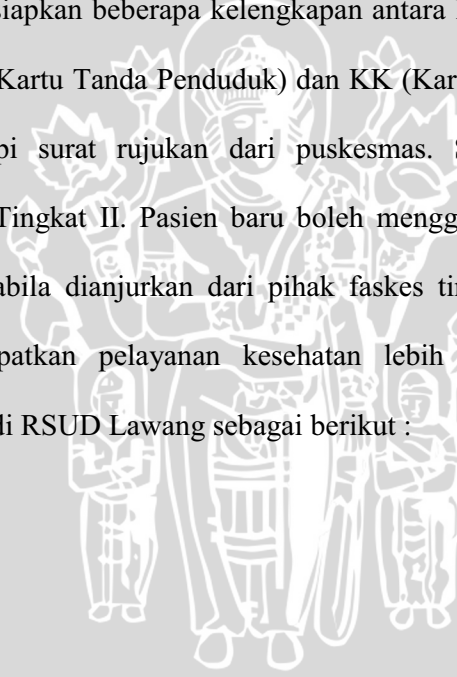 siapkan beberapa kelengkapan antara
Kartu Tanda Penduduk) dan KK (Kar
pi surat rujukan dari puskesmas.
Tingkat II. Pasien baru boleh mengg
abila dianjurkan dari pihak faskes ti
patkan pelayanan kesehatan lebih
di RSUD Lawang sebagai berikut :